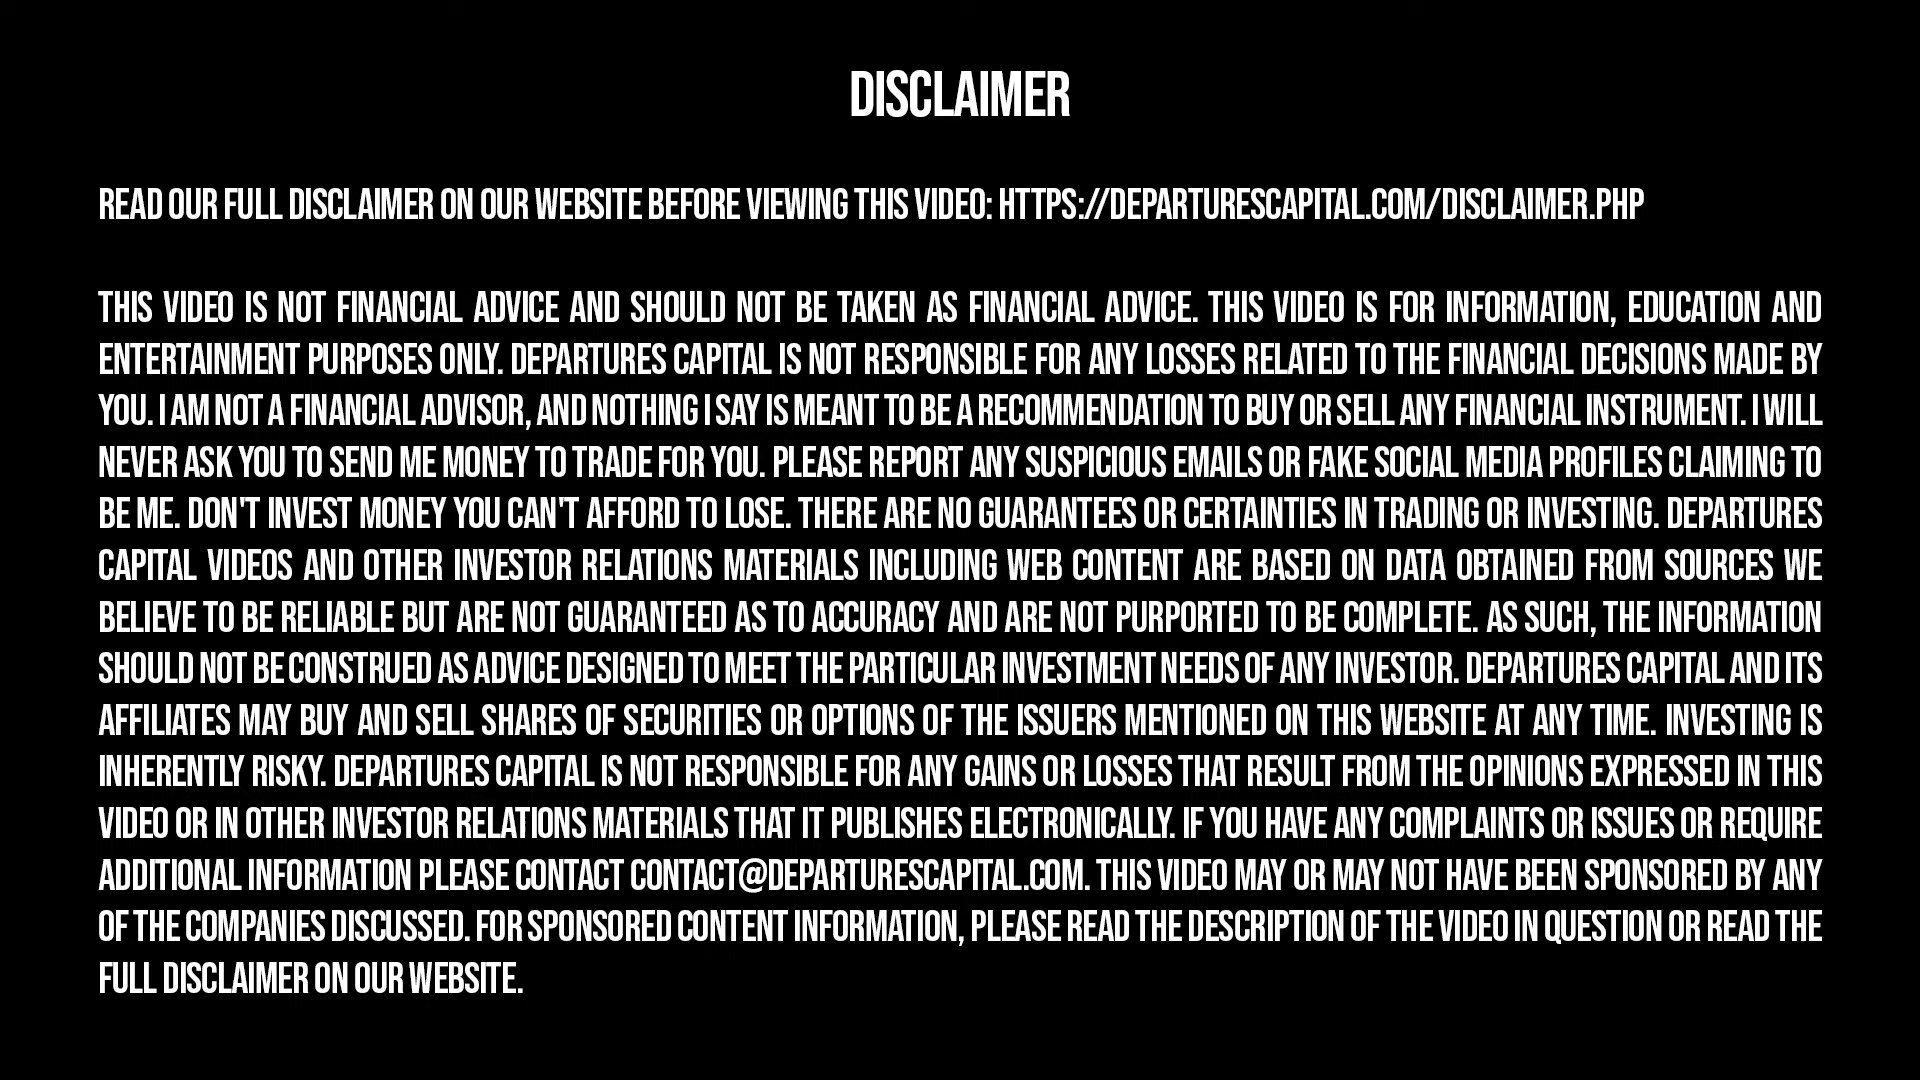 DISCLAIMER
READ OUR FULL DISCLAIMER ON OUR WEBSITE BEFORE VIEWING THIS VIDEO: HTTPS://DEPARTURESCAPITAL.COM/DISCLAIMER.PHP
THIS VIDEO IS NOT FINANCIAL ADVICE AND SHOULD NOT BE TAKEN AS FINANCIAL ADVICE. THIS VIDEO IS FOR INFORMATION, EDUCATION AND
ENTERTAINMENT PURPOSES ONLY. DEPARTURES CAPITAL IS NOT RESPONSIBLE FOR ANY LOSSES RELATED TO THE FINANCIAL DECISIONS MADE BY
YOU. I AM NOT A FINANCIAL ADVISOR, AND NOTHING I SAY IS MEANT TO BE A RECOMMENDATION TO BUY OR SELL ANY FINANCIAL INSTRUMENT. I WILL
NEVER ASK YOU TO SEND ME MONEY TO TRADE FOR YOU. PLEASE REPORT ANY SUSPICIOUS EMAILS OR FAKE SOCIAL MEDIA PROFILES CLAIMING TO
BE ME. DON'T INVEST MONEY YOU CAN'T AFFORD TO LOSE. THERE ARE NO GUARANTEES OR CERTAINTIES IN TRADING OR INVESTING. DEPARTURES
CAPITAL VIDEOS AND OTHER INVESTOR RELATIONS MATERIALS INCLUDING WEB CONTENT ARE BASED ON DATA OBTAINED FROM SOURCES WE
BELIEVE TO BE RELIABLE BUT ARE NOT GUARANTEED AS TO ACCURACY AND ARE NOT PURPORTED TO BE COMPLETE. AS SUCH, THE INFORMATION
SHOULD NOT BE CONSTRUED AS ADVICE DESIGNED TO MEET THE PARTICULAR INVESTMENT NEEDS OF ANY INVESTOR. DEPARTURES CAPITAL AND ITS
AFFILIATES MAY BUY AND SELL SHARES OF SECURITIES OR OPTIONS OF THE ISSUERS MENTIONED ON THIS WEBSITE AT ANY TIME. INVESTING IS
INHERENTLY RISKY. DEPARTURES CAPITAL IS NOT RESPONSIBLE FOR ANY GAINS OR LOSSES THAT RESULT FROM THE OPINIONS EXPRESSED IN THIS
VIDEO OR IN OTHER INVESTOR RELATIONS MATERIALS THAT IT PUBLISHES ELECTRONICALLY. IF YOU HAVE ANY COMPLAINTS OR ISSUES OR REQUIRE
ADDITIONAL INFORMATION PLEASE CONTACT CONTACT@DEPARTURESCAPITAL.COM. THIS VIDEO MAY OR MAY NOT HAVE BEEN SPONSORED BY ANY
OF THE COMPANIES DISCUSSED. FOR SPONSORED CONTENT INFORMATION, PLEASE READ THE DESCRIPTION OF THE VIDEO IN QUESTION OR READ THE
FULL DISCLAIMER ON OUR WEBSITE.